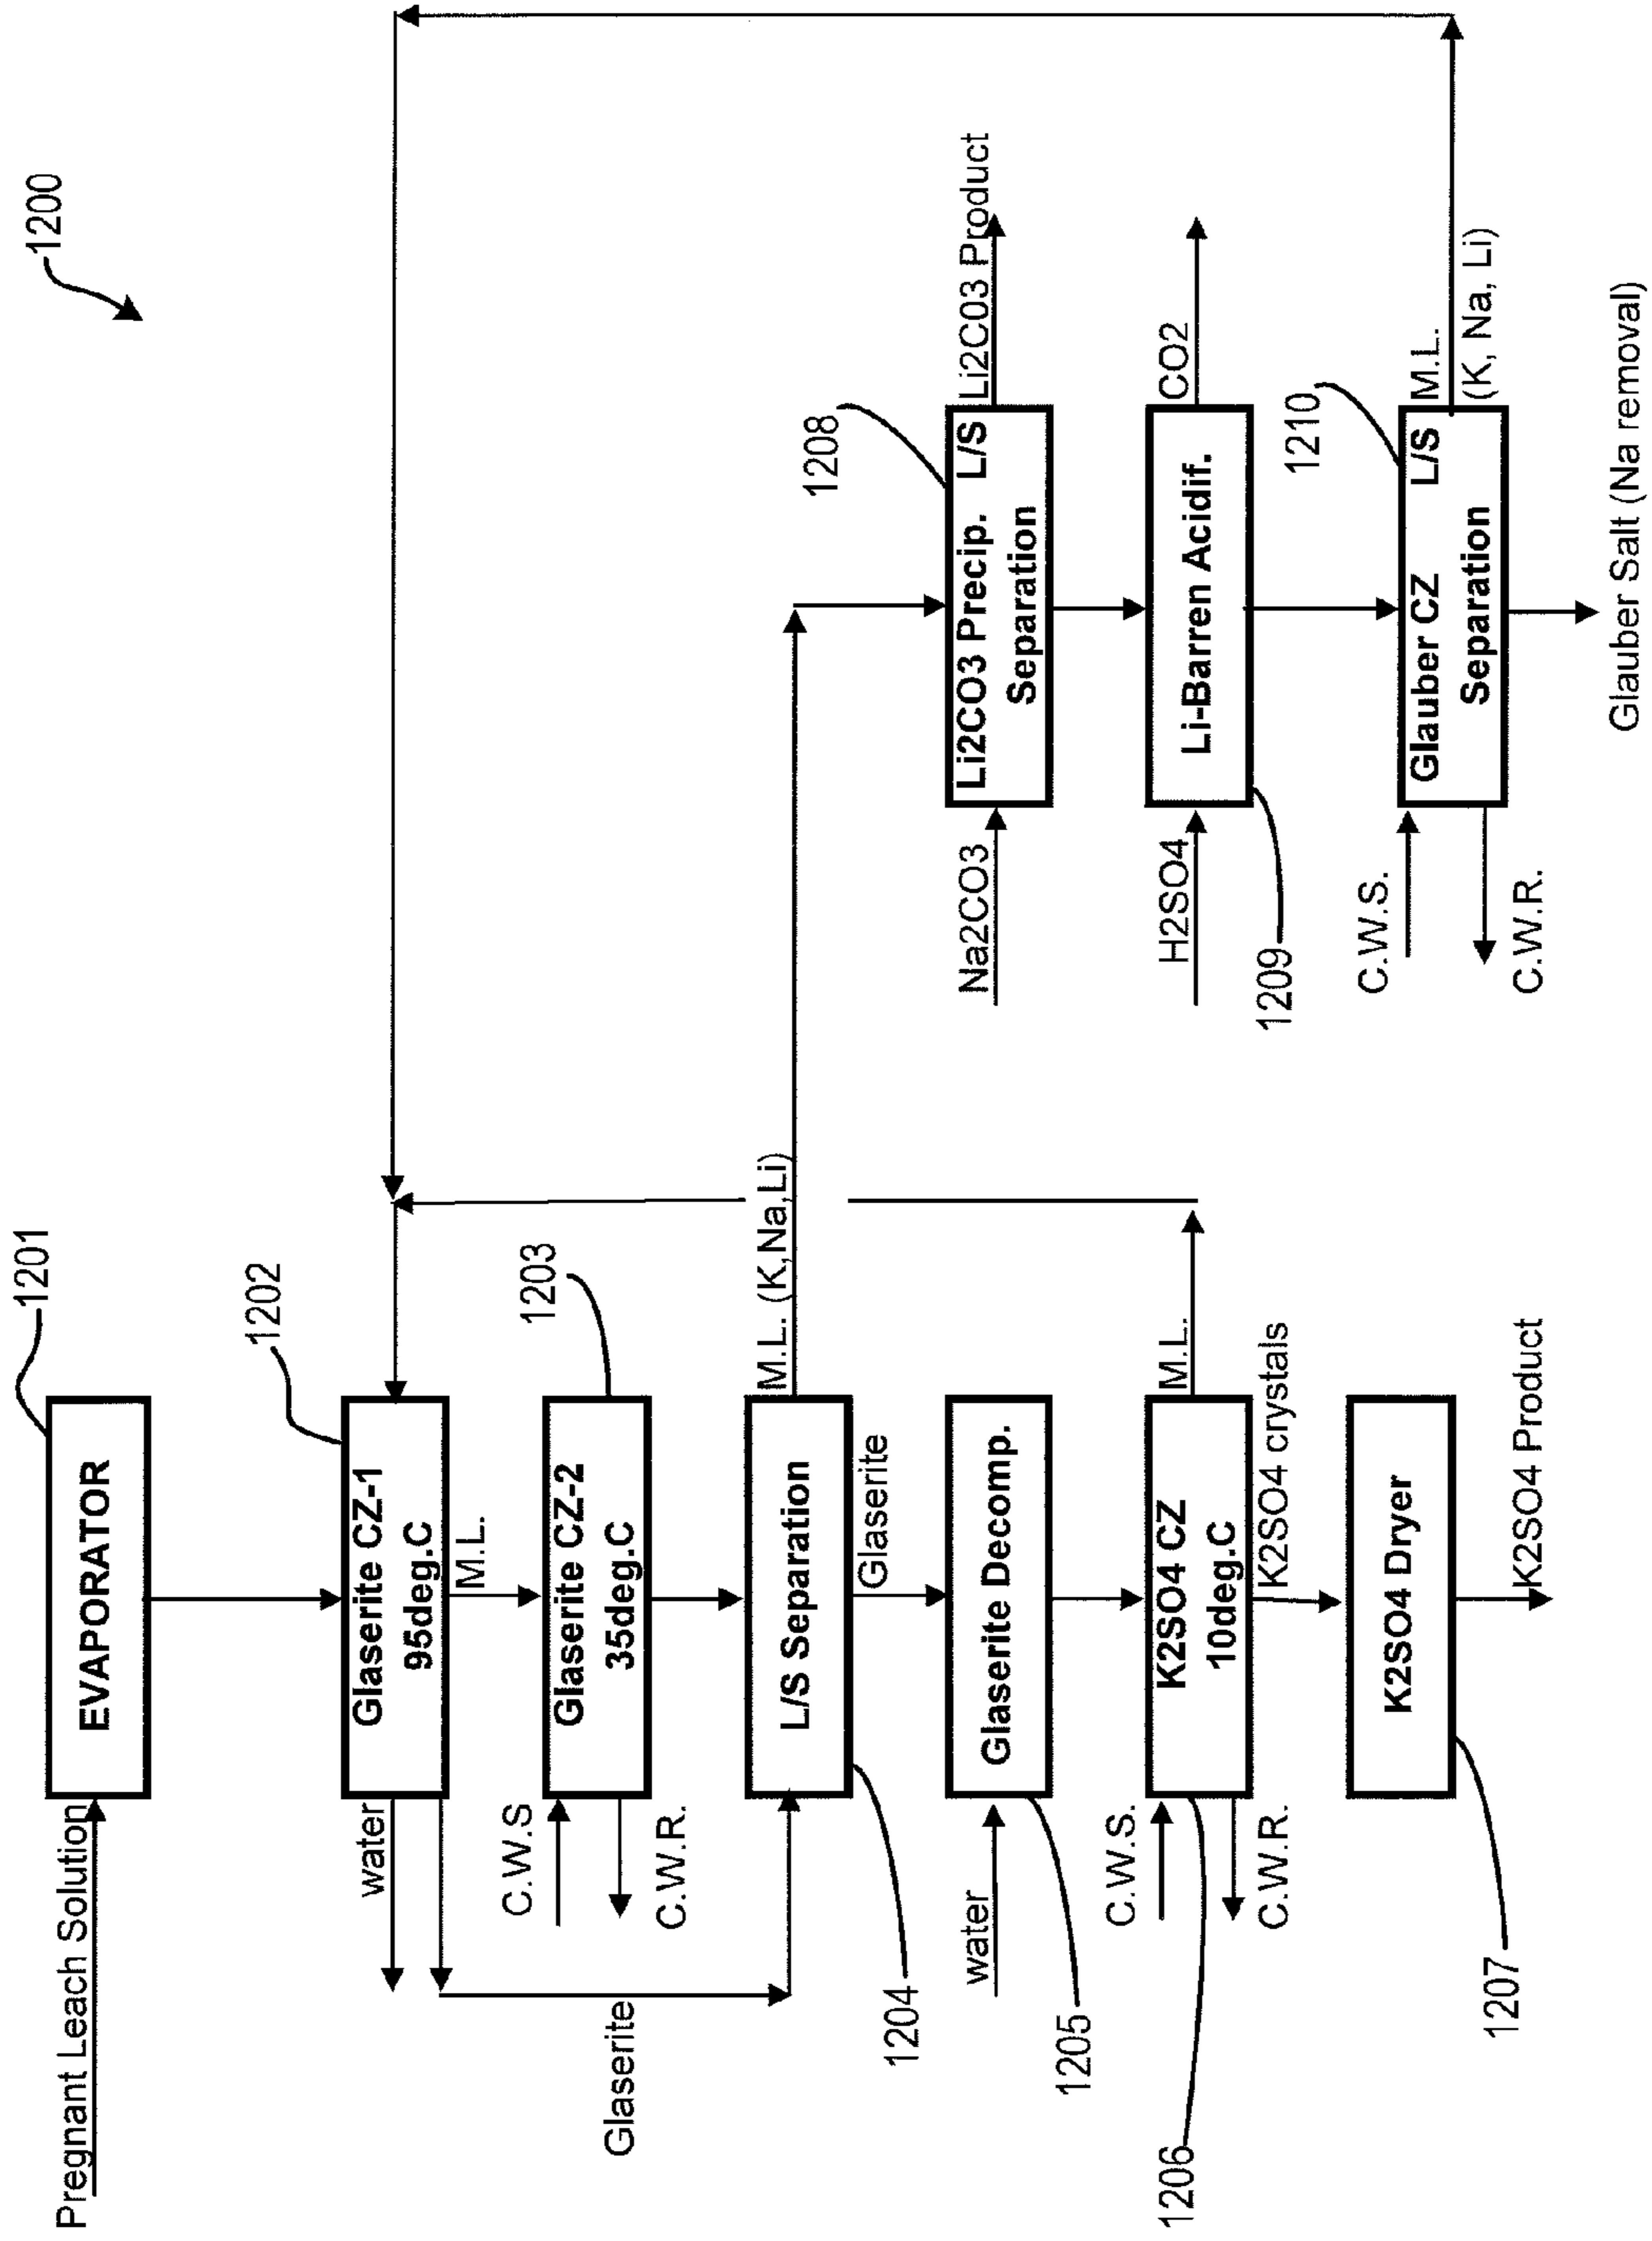 1200
Pregnant Leach Solution
EVAPORATOR
1201
water
Glaserite CZ-1
95deg.C
1202
M.L.
C.W.S
C.W.R.
Glaserite CZ-2
35deg.C
1203
Glaserite
L/S Separation
1204
M.L. (K,Na,Li)
Glaserite
water
Glaserite Decomp.
1205
C.W.S.
C.W.R.
K2SO4 CZ
10deg.C
1206
M.L.
K2SO4 crystals
K2SO4 Dryer
1207
K2SO4 Product
Na2CO3
Li2CO3 Precip. L/S
Separation
1208
Li2C03 Product
H2SO4
Li-Barren Acidif.
1209
CO2
C.W.S.
C.W.R.
Glauber CZ L/S
Separation
1210
M.L.
(K, Na, Li)
Glauber Salt (Na removal)